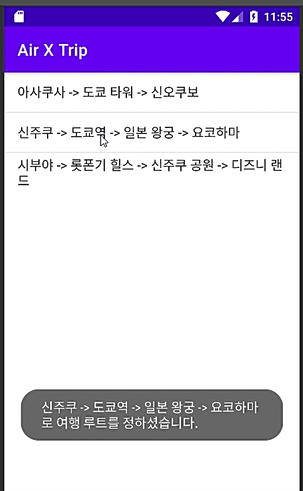 11:55
Air X Trip
아사쿠사 -> 도쿄 타워 -> 신오쿠보
신주쿠 -> 도쿄역 -> 일본 왕궁 -> 요코하마
시부야 -> 롯폰기 힐스 -> 신주쿠 공원 -> 디즈니 랜
드
신주쿠 -> 도쿄역 -> 일본 왕궁 -> 요코하마
로 여행 루트를 정하셨습니다.